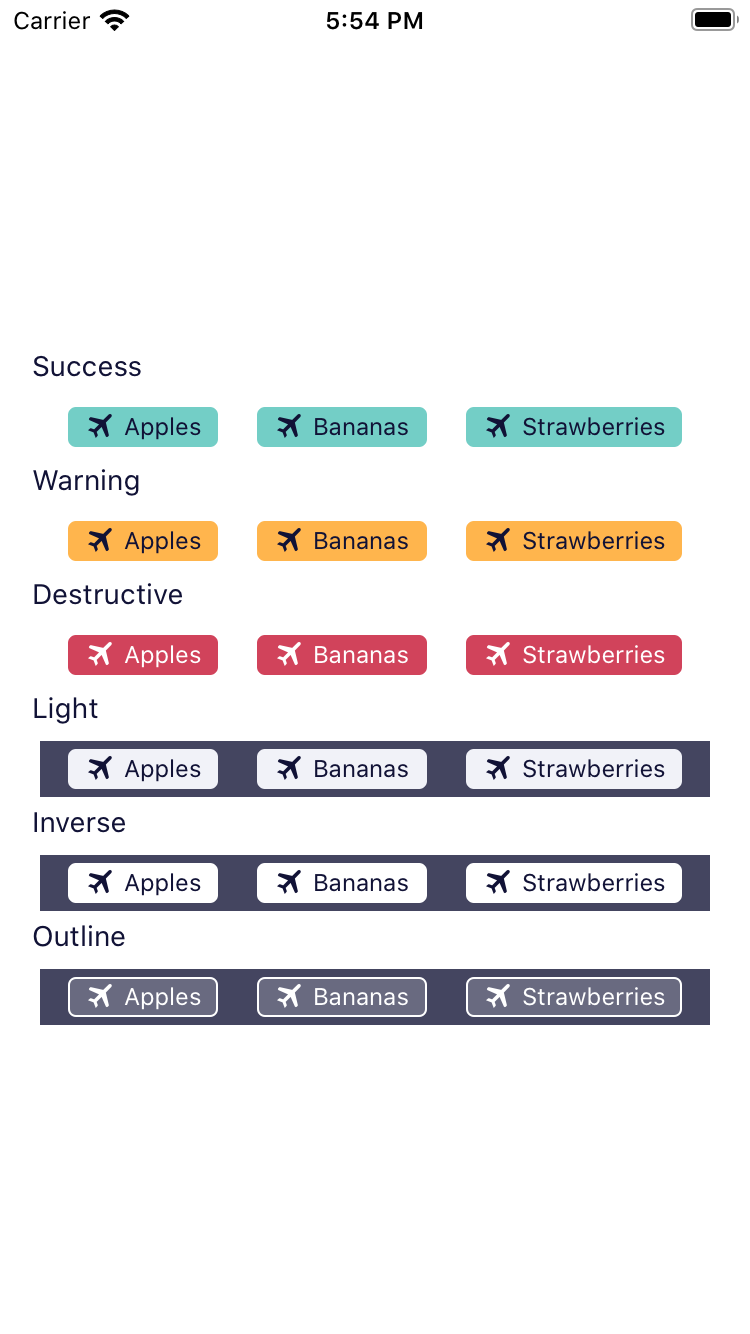 Carrier 5:54 PM
Success
Apples Bananas Strawberries
Warning
Apples Bananas Strawberries
Destructive
Apples Bananas Strawberries
Light
Apples Bananas Strawberries
Inverse
Apples Bananas Strawberries
Outline
Apples Bananas Strawberries